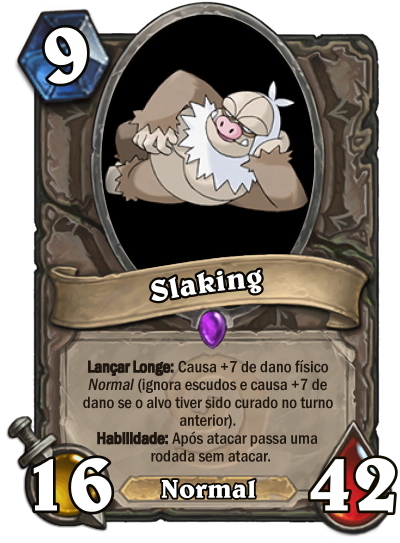 9
Slaking
Lançar Longe: Causa +7 de dano físico
Normal (ignora escudos e causa +7 de
dano se o alvo tiver sido curado no turno
anterior).
Habilidade: Após atacar passa uma
rodada sem atacar.
16
Normal
42